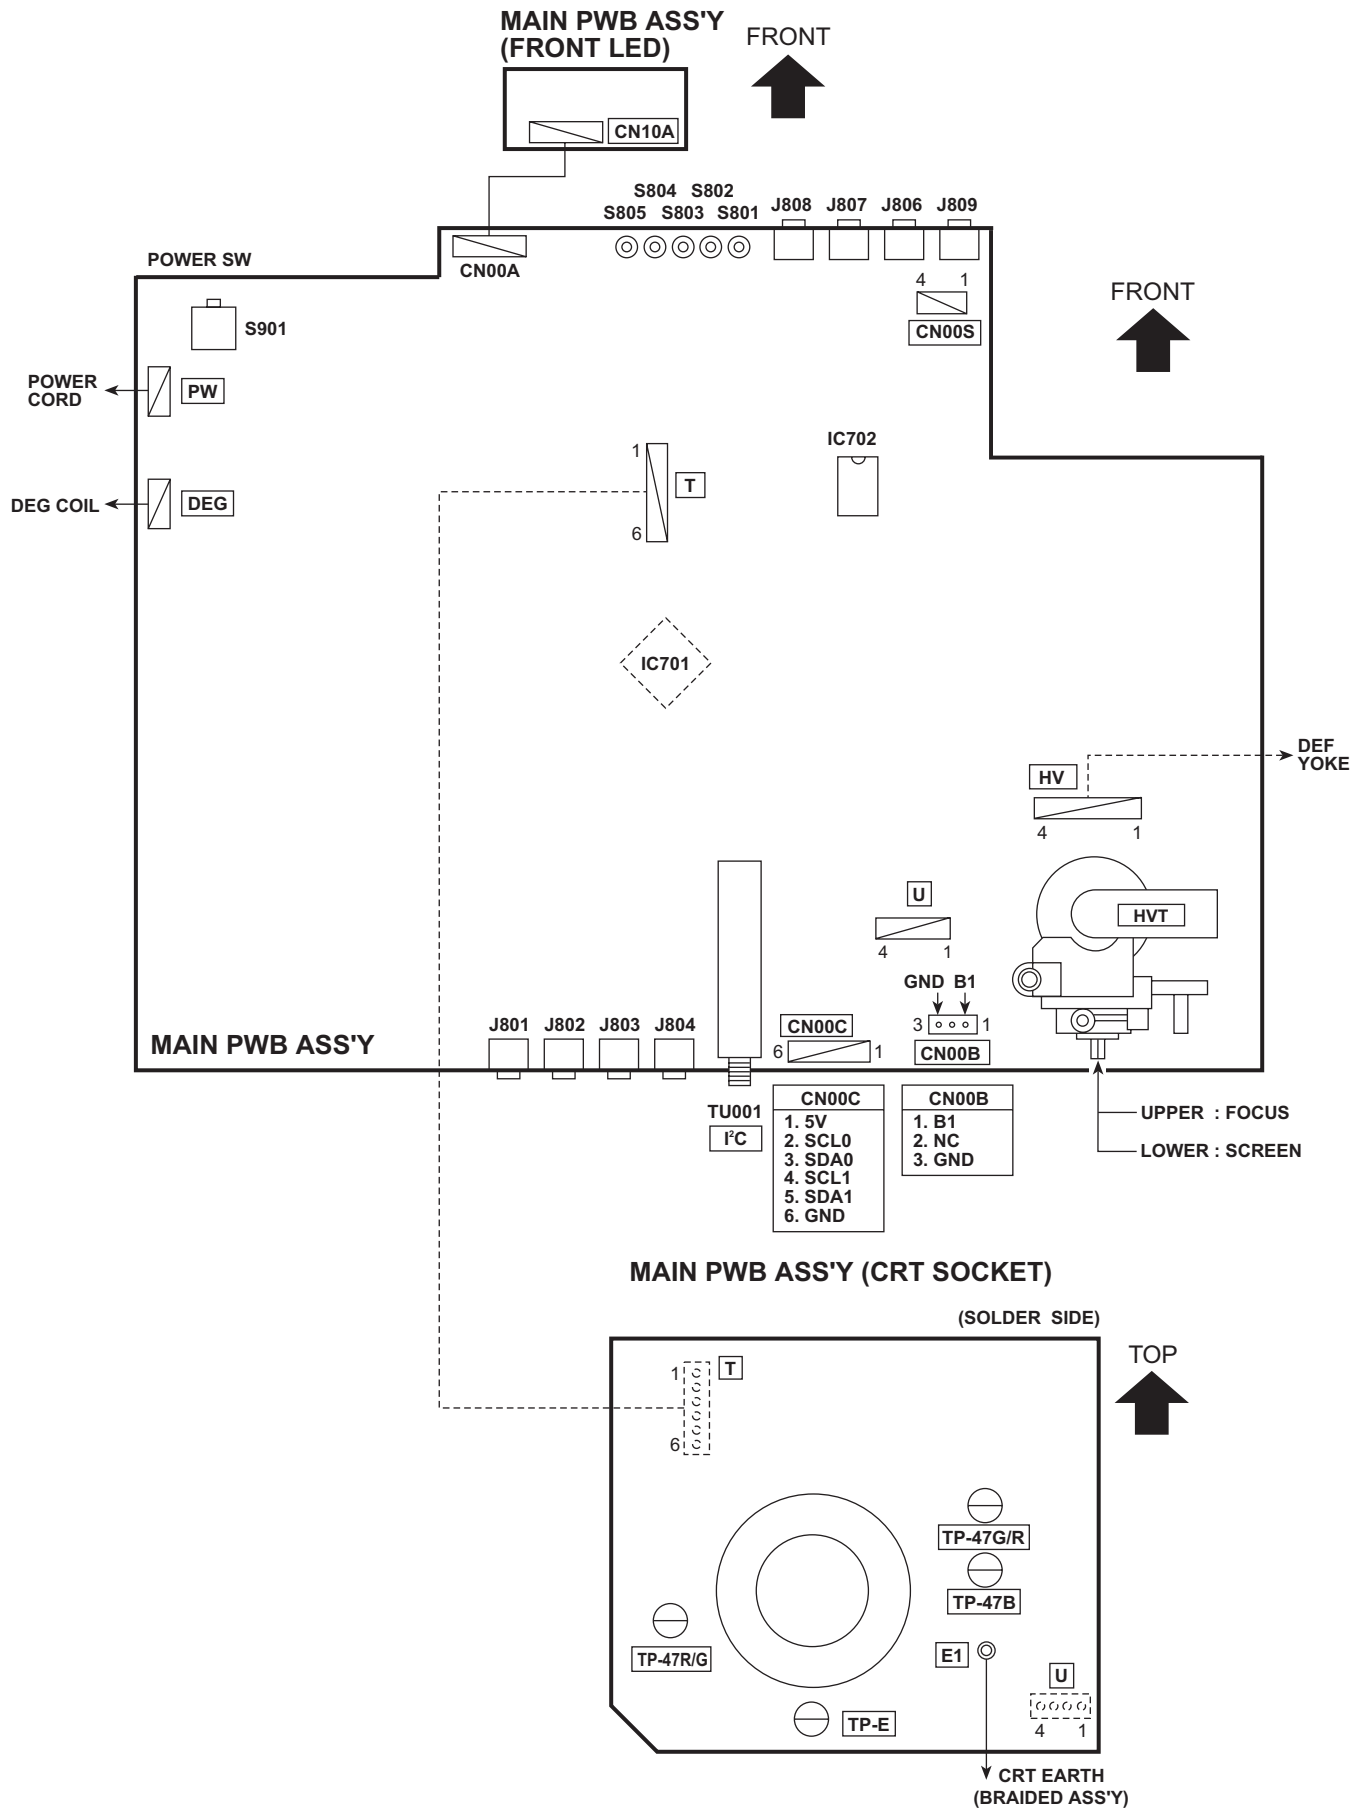 MAIN PWB ASS'Y
(FRONT LED)
FRONT
CN10A
S804 S802
S805 S803 S801
J808 J807 J806 J809
POWER SW
CN00A
4 1
CN00S
FRONT
S901
POWER
CORD
PW
IC702
1
T
6
DEG COIL
DEG
IC701
DEF
YOKE
HV
4 1
U
4 1
HVT
GND B1
3 1
CN00B
J801 J802 J803 J804
CN00C
6 1
MAIN PWB ASS'Y
TU001
I²C
CN00C
1. 5V
2. SCL0
3. SDA0
4. SCL1
5. SDA1
6. GND
CN00B
1. B1
2. NC
3. GND
UPPER : FOCUS
LOWER : SCREEN
MAIN PWB ASS'Y (CRT SOCKET)
(SOLDER SIDE)
TOP
1
T
6
TP-47G/R
TP-47B
TP-47R/G
E1
U
4 1
TP-E
CRT EARTH
(BRAIDED ASS'Y)